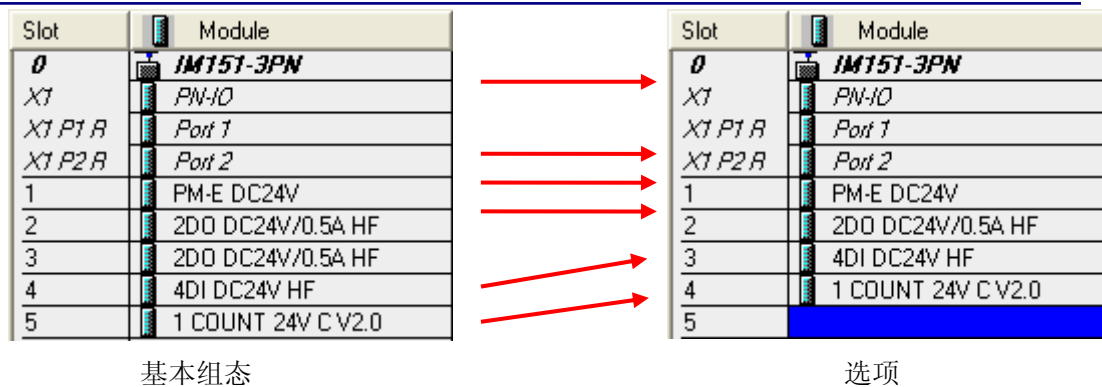 Slot Module
0 IM151-3PN
X1 PN-IO
X1 P1 R Port 1
X1 P2 R Port 2
1 PM-E DC24V
2 2DO DC24V/0.5A HF
3 2DO DC24V/0.5A HF
4 4DI DC24V HF
5 1 COUNT 24V C V2.0
基本组态
Slot Module
0 IM151-3PN
X1 PN-IO
X1 P1 R Port 1
X1 P2 R Port 2
1 PM-E DC24V
2 2DO DC24V/0.5A HF
3 4DI DC24V HF
4 1 COUNT 24V C V2.0
5
选项